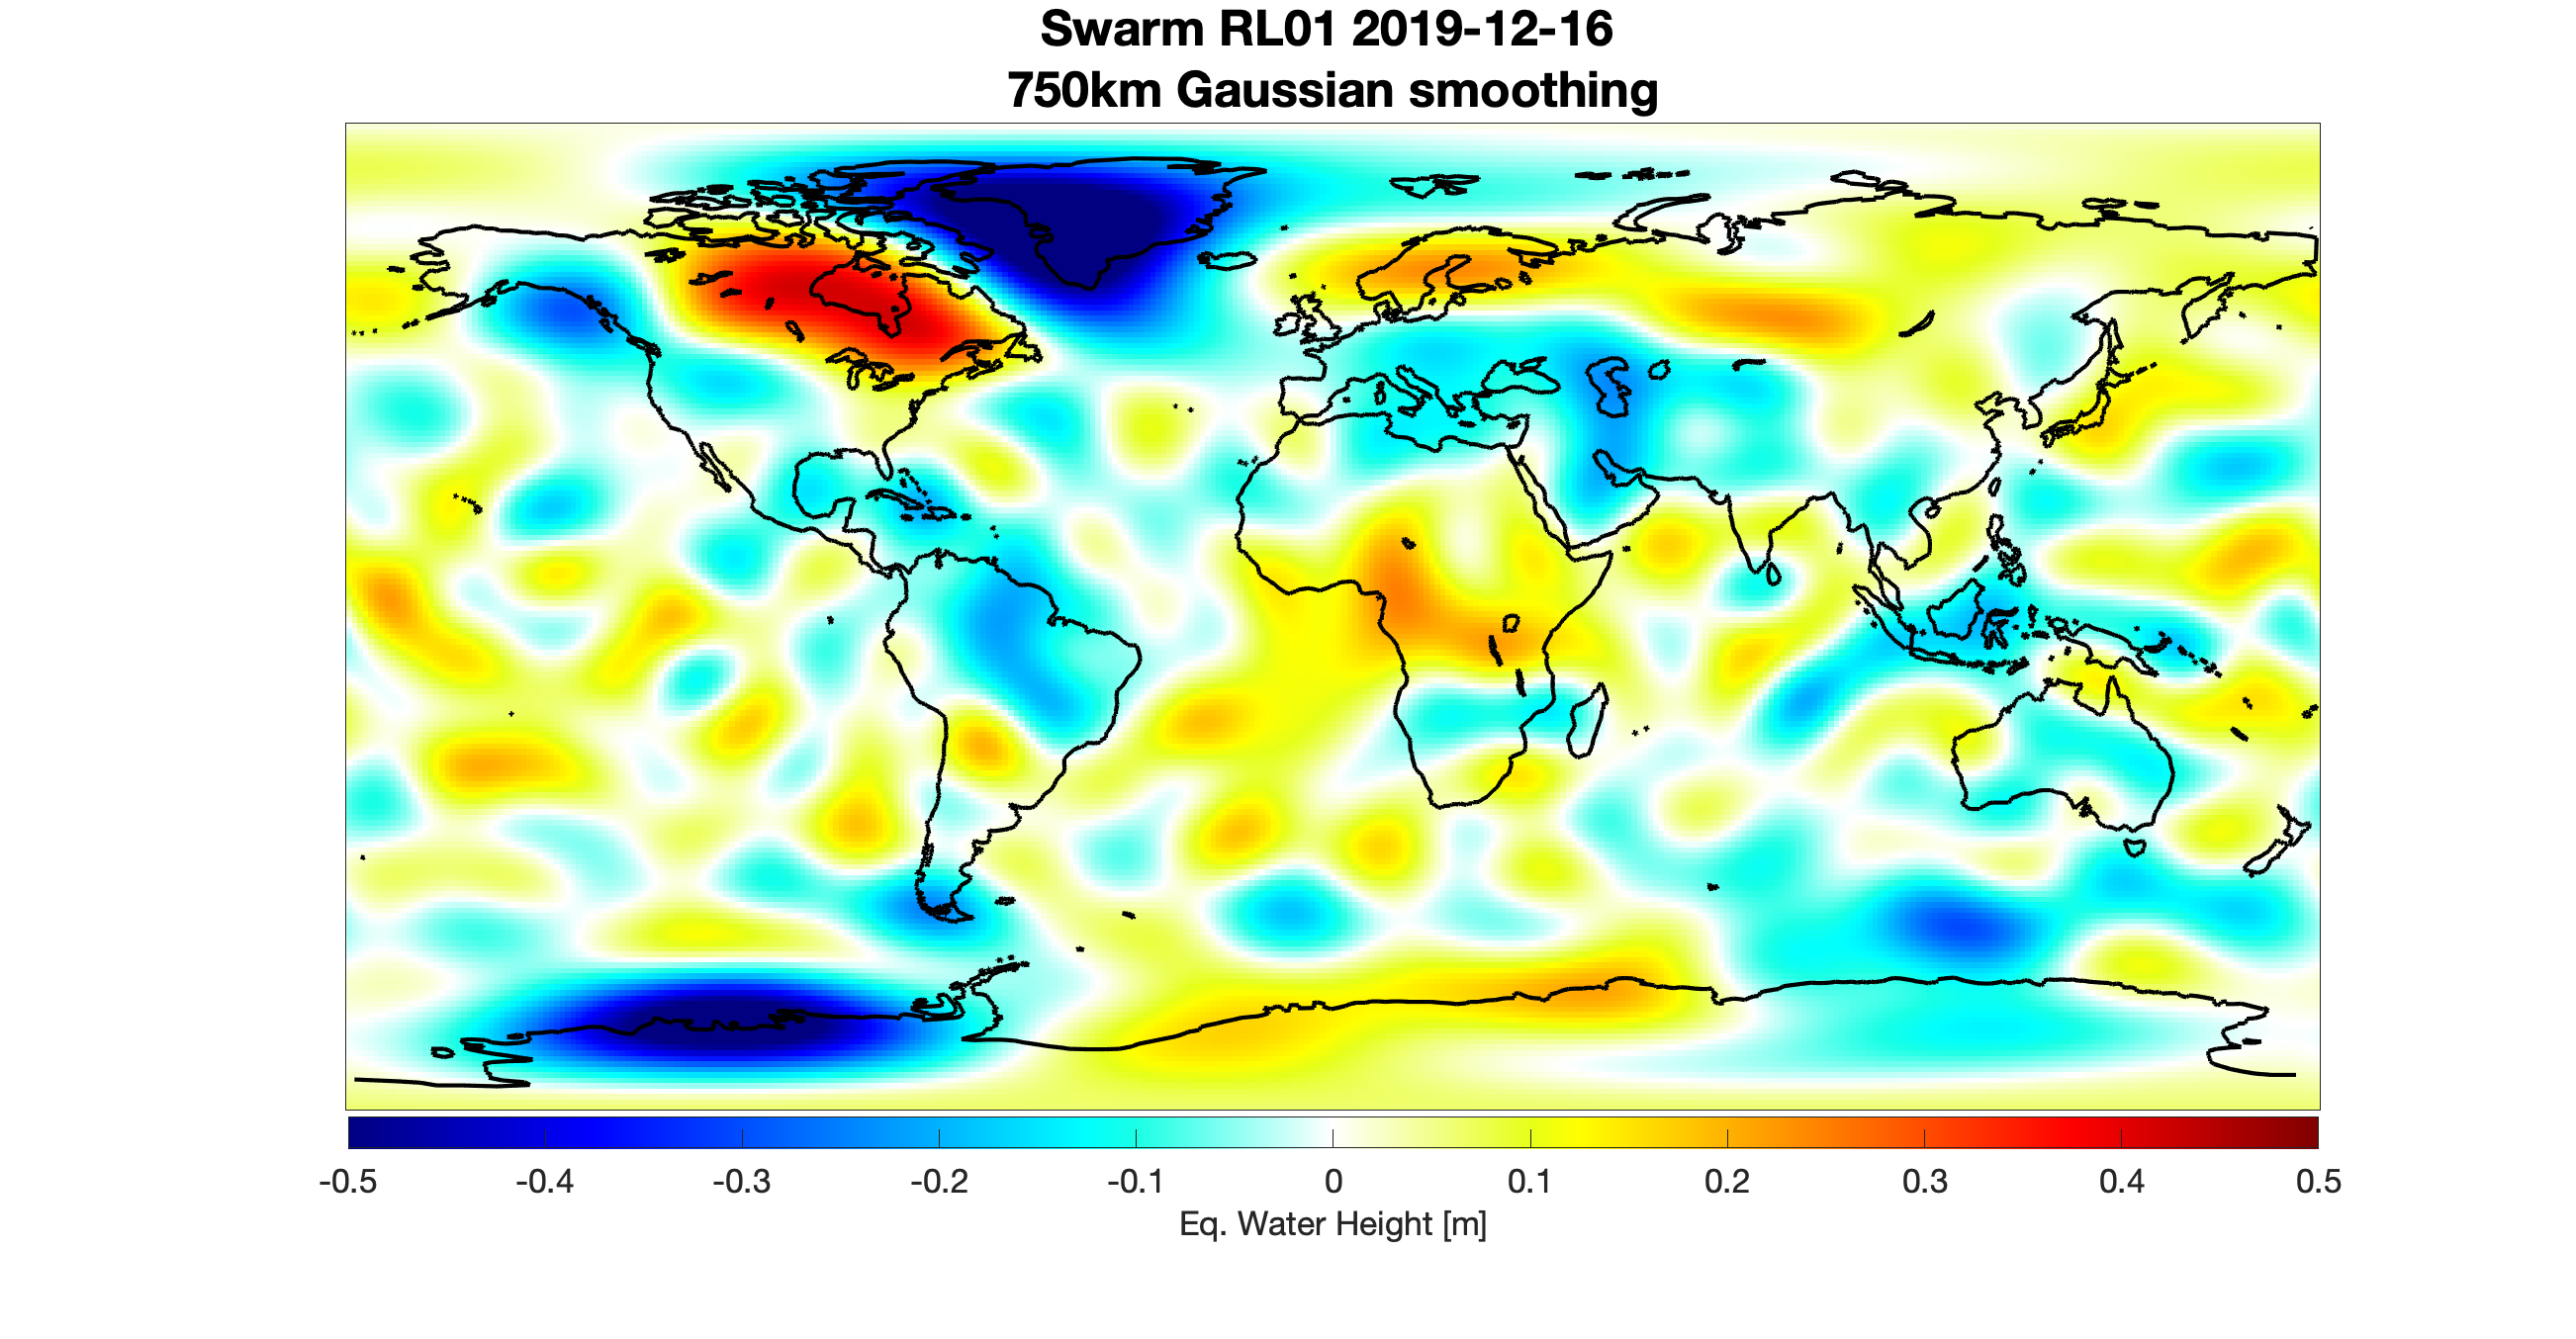 Swarm RL01 2019-12-16
750km Gaussian smoothing
-0.5 -0.4 -0.3 -0.2 -0.1 0 0.1 0.2 0.3 0.4 0.5
Eq. Water Height [m]